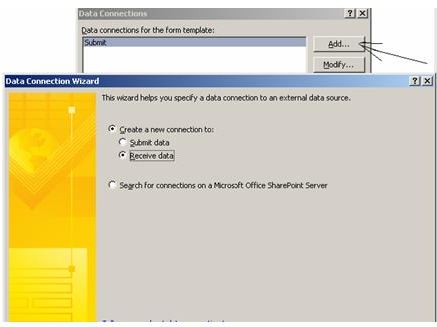 Data Connections
Data connections for the form template:
Submit
Add...
Modify...
Data Connection Wizard
This wizard helps you specify a data connection to an external data source.
Create a new connection to:
Submit data
Receive data
Search for connections on a Microsoft Office SharePoint Server